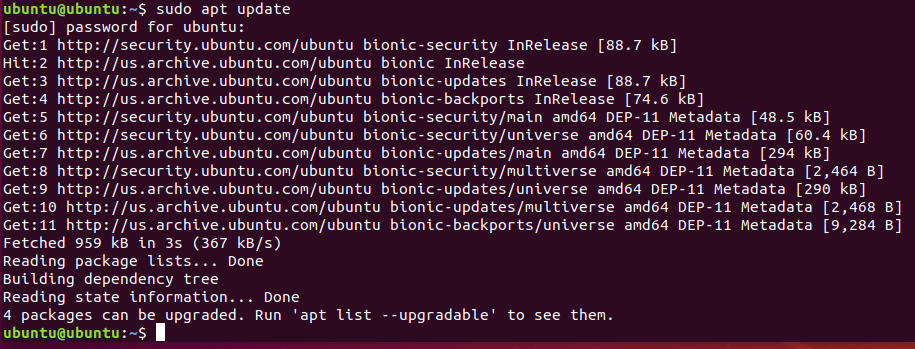 ubuntu@ubuntu:~$ sudo apt update
[sudo] password for ubuntu:
Get:1 http://security.ubuntu.com/ubuntu bionic-security InRelease [88.7 kB]
Hit:2 http://us.archive.ubuntu.com/ubuntu bionic InRelease
Get:3 http://us.archive.ubuntu.com/ubuntu bionic-updates InRelease [88.7 kB]
Get:4 http://us.archive.ubuntu.com/ubuntu bionic-backports InRelease [74.6 kB]
Get:5 http://security.ubuntu.com/ubuntu bionic-security/main amd64 DEP-11 Metadata [48.5 kB]
Get:6 http://security.ubuntu.com/ubuntu bionic-security/universe amd64 DEP-11 Metadata [60.4 kB]
Get:7 http://us.archive.ubuntu.com/ubuntu bionic-updates/main amd64 DEP-11 Metadata [294 kB]
Get:8 http://security.ubuntu.com/ubuntu bionic-security/multiverse amd64 DEP-11 Metadata [2,464 B]
Get:9 http://us.archive.ubuntu.com/ubuntu bionic-updates/universe amd64 DEP-11 Metadata [290 kB]
Get:10 http://us.archive.ubuntu.com/ubuntu bionic-updates/multiverse amd64 DEP-11 Metadata [2,468 B]
Get:11 http://us.archive.ubuntu.com/ubuntu bionic-backports/universe amd64 DEP-11 Metadata [9,284 B]
Fetched 959 kB in 3s (367 kB/s)
Reading package lists... Done
Building dependency tree
Reading state information... Done
4 packages can be upgraded. Run 'apt list --upgradable' to see them.
ubuntu@ubuntu:~$